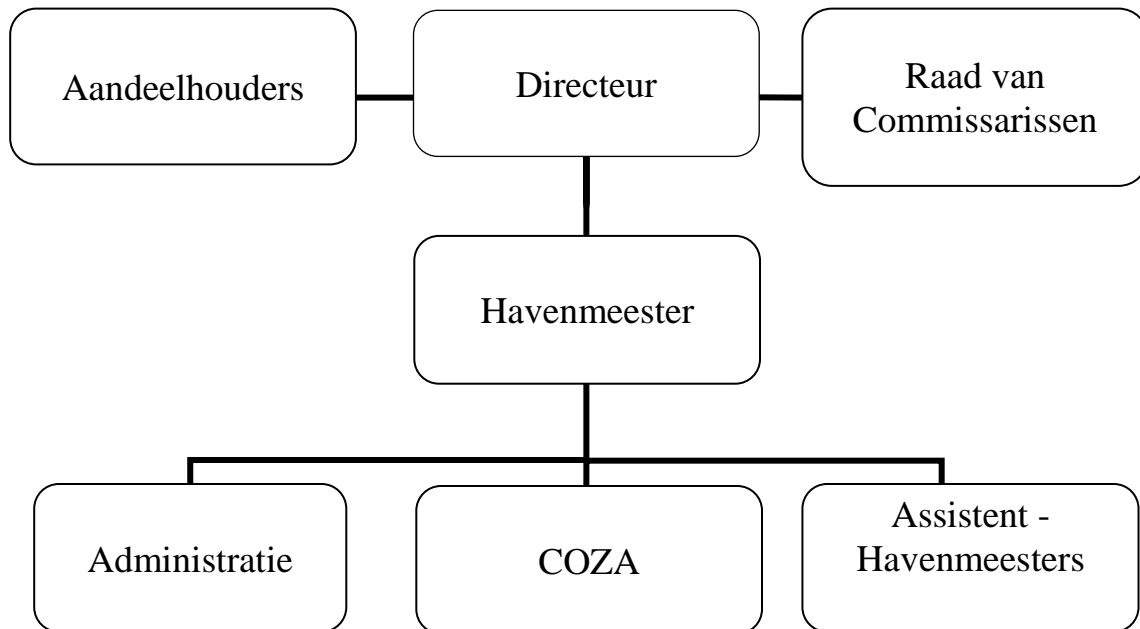 Aandeelhouders
Directeur
Raad van
Commissarissen
Havenmeester
Administratie
COZA
Assistent -
Havenmeesters